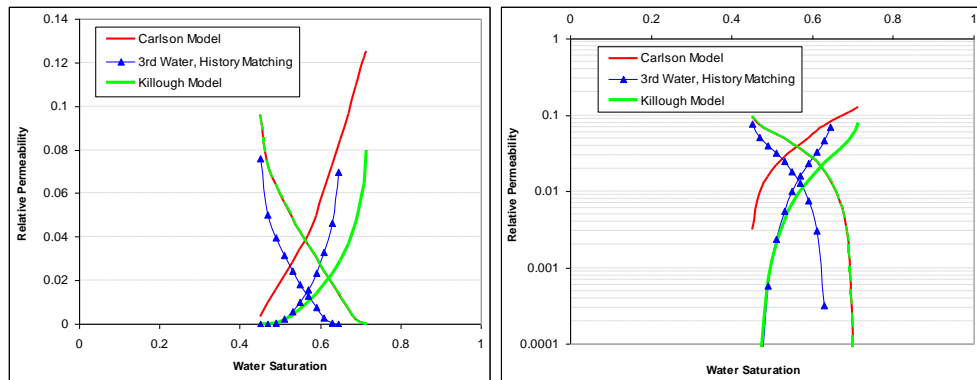 0.14
0.12
0.1
0.08
0.06
0.04
0.02
0
Relative Permeability
Carlson Model
3rd Water, History Matching
Killough Model
0 0.2 0.4 0.6 0.8 1
Water Saturation
0 0.2 0.4 0.6 0.8 1
1
0.1
0.01
0.001
0.0001
Relative Permeability
Carlson Model
3rd Water, History Matching
Killough Model
Water Saturation